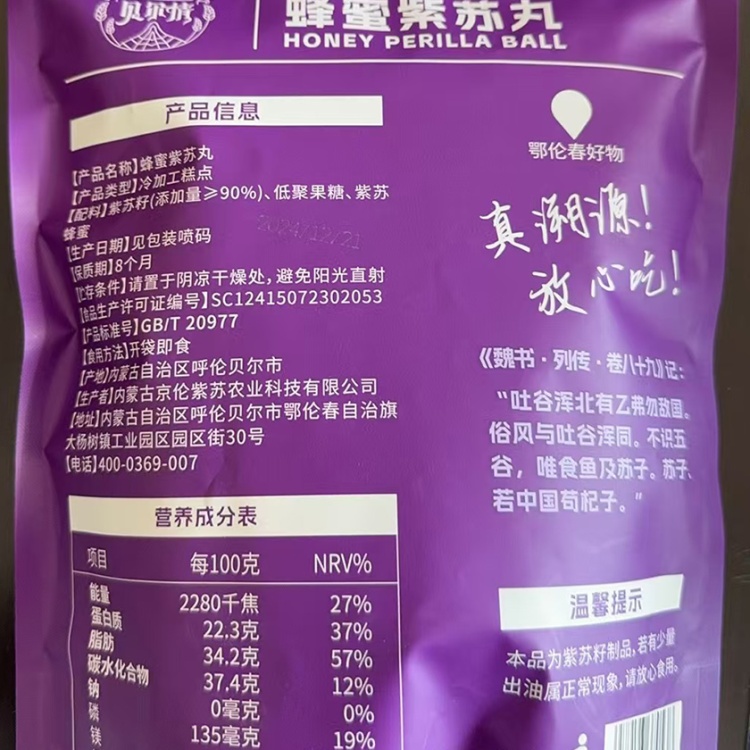 蜂蜜紫苏丸
HONEY PERILLA BALL
产品信息
【产品名称】蜂蜜紫苏丸
【产品类型】冷加工糕点
【配料】紫苏籽(添加量≥90%)、低聚果糖、紫苏
蜂蜜
【生产日期】见包装喷码
2024/12/21
【保质期】8个月
【贮存条件】请置于阴凉干燥处,避免阳光直射
【食品生产许可证编号】SC12415072302053
【产品标准号】GB/T 20977
【食用方法】开袋即食
【产地】内蒙古自治区呼伦贝尔市
【生产者】内蒙古京伦紫苏农业科技有限公司
【地址】内蒙古自治区呼伦贝尔市鄂伦春自治旗
大杨树镇工业园区园区街30号
【电话】400-0369-007
营养成分表
项目 每100克 NRV%
能量 2280千焦 27%
蛋白质 22.3克 37%
脂肪 34.2克 57%
碳水化合物 37.4克 12%
钠 0毫克 0%
磷
镁 135毫克 19%
鄂伦春好物
真溯源!
放心吃!
《魏书·列传·卷八十九》记:
“吐谷浑北有乙弗勿敌国。
俗风与吐谷浑同。不识五
谷，唯食鱼及苏子。苏子、
若中国苟杞子。”
温馨提示
本品为紫苏籽制品,若有少量
出油属正常现象,请放心食用。